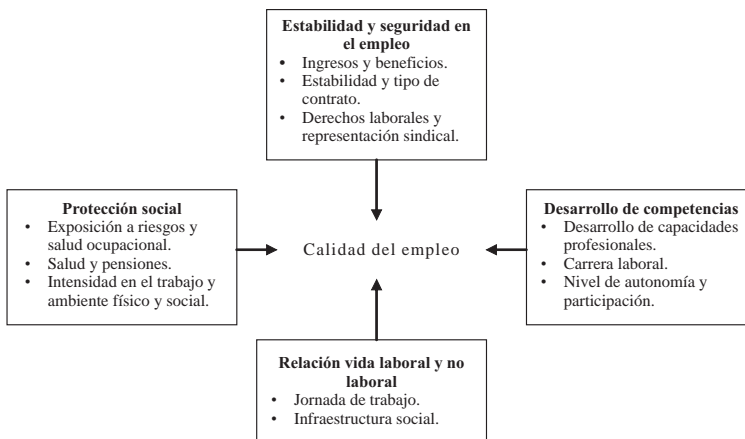 Estabilidad y seguridad en
el empleo
• Ingresos y beneficios.
• Estabilidad y tipo de
contrato.
• Derechos laborales y
representación sindical.
Protección social
• Exposición a riesgos y
salud ocupacional.
• Salud y pensiones.
• Intensidad en el trabajo y
ambiente físico y social.
Calidad del empleo
Desarrollo de competencias
• Desarrollo de capacidades
profesionales.
• Carrera laboral.
• Nivel de autonomía y
participación.
Relación vida laboral y no
laboral
• Jornada de trabajo.
• Infraestructura social.